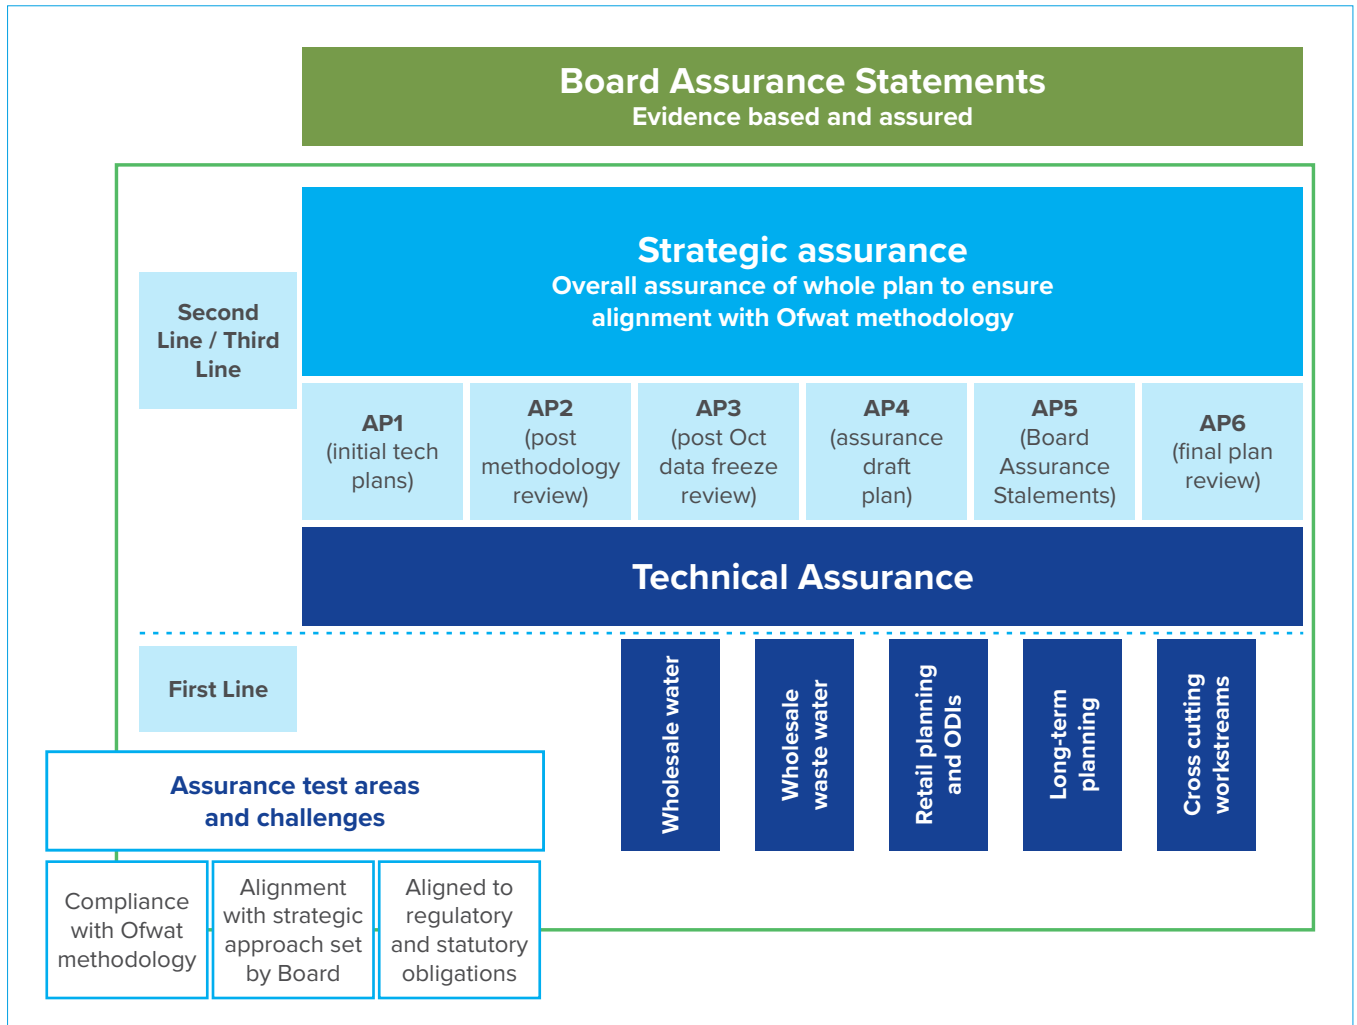 Board Assurance Statements
Evidence based and assured
Strategic assurance
Overall assurance of whole plan to ensure
alignment with Ofwat methodology
Second
Line / Third
Line
AP1
(initial tech
plans)
AP2
(post
methodology
review)
AP3
(post Oct
data freeze
review)
AP4
(assurance
draft
plan)
AP5
(Board
Assurance
Stalements)
AP6
(final plan
review)
Technical Assurance
First Line
Wholesale water
Wholesale
waste water
Retail planning
and ODIs
Long-term
planning
Cross cutting
workstreams
Assurance test areas
and challenges
Compliance
with Ofwat
methodology
Alignment
with strategic
approach set
by Board
Aligned to
regulatory
and statutory
obligations